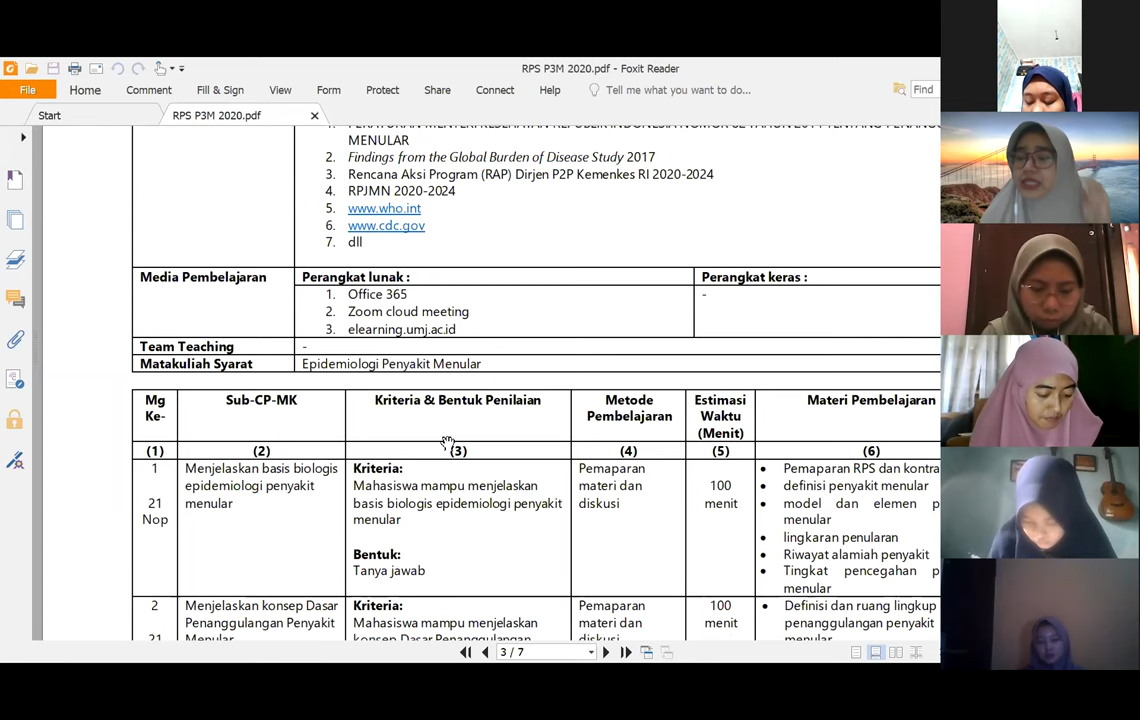 RPS P3M 2020.pdf - Foxit Reader
File Home Comment Fill & Sign View Form Protect Share Connect Help Tell me what you want to do... Find
Start RPS P3M 2020.pdf
MENULAR
2. Findings from the Global Burden of Disease Study 2017
3. Rencana Aksi Program (RAP) Dirjen P2P Kemenkes RI 2020-2024
4. RPJMN 2020-2024
5. www.who.int
6. www.cdc.gov
7. dll
Media Pembelajaran
Perangkat lunak :
1. Office 365
2. Zoom cloud meeting
3. elearning.umj.ac.id
Perangkat keras :
-
Team Teaching
-
Matakuliah Syarat
Epidemiologi Penyakit Menular
Mg
Ke-
Sub-CP-MK
Kriteria & Bentuk Penilaian
Metode
Pembelajaran
Estimasi
Waktu
(Menit)
Materi Pembelajaran
(1) (2) (3) (4) (5) (6)
1
21
Nop
Menjelaskan basis biologis
epidemiologi penyakit
menular
Kriteria:
Mahasiswa mampu menjelaskan
basis biologis epidemiologi penyakit
menular
Bentuk:
Tanya jawab
Pemaparan
materi dan
diskusi
100
menit
• Pemaparan RPS dan kontra
• definisi penyakit menular
• model dan elemen p
menular
• lingkaran penularan
• Riwayat alamiah penyakit
• Tingkat pencegahan p
menular
2
21
Menjelaskan konsep Dasar
Penanggulangan Penyakit
Menular
Kriteria:
Mahasiswa mampu menjelaskan
konsep Dasar Penanggulangan
Pemaparan
materi dan
diskusi
100
menit
• Definisi dan ruang lingkup
penanggulangan penyakit
menular
3 / 7